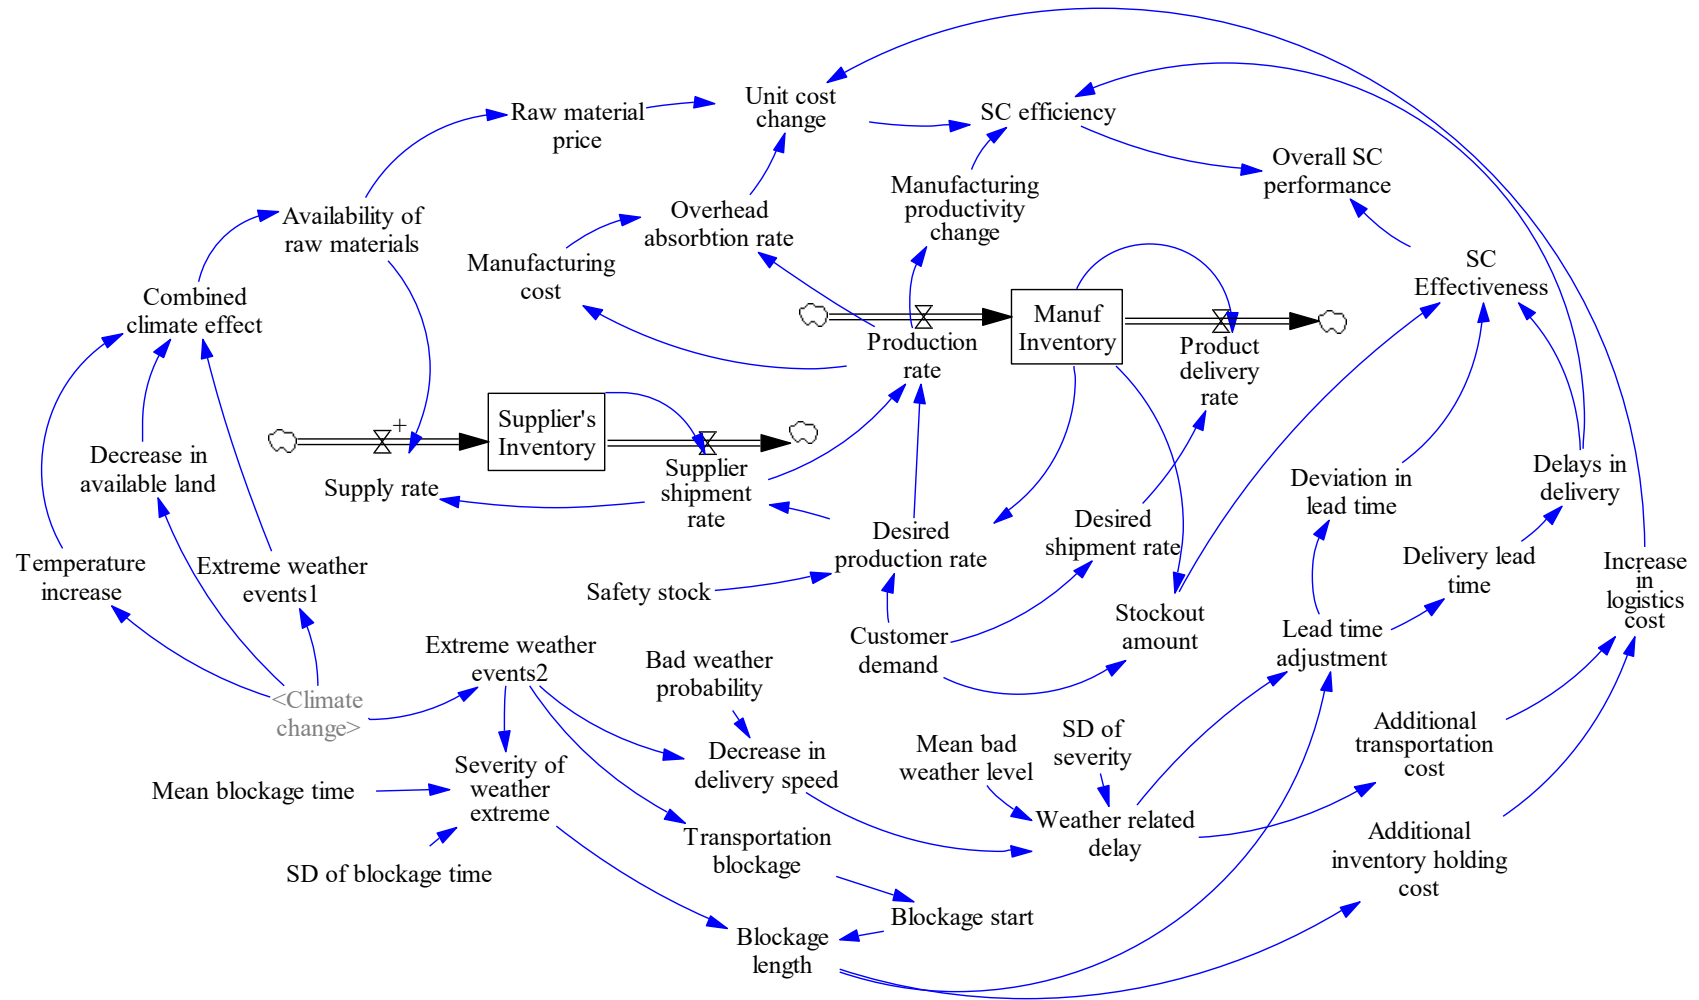 Unit cost
change
Raw material
price
SC efficiency
Overall SC
performance
Manufacturing
productivity
change
Availability of
raw materials
Overhead
absorbtion rate
Manufacturing
cost
SC
Effectiveness
Combined
climate effect
Manuf
Inventory
Production
rate
Product
delivery
rate
Supplier's
Inventory
+
Decrease in
available land
Supply rate
Supplier
shipment
rate
Deviation in
lead time
Delays in
delivery
Desired
production rate
Desired
shipment rate
Temperature
increase
Extreme weather
events1
Safety stock
Delivery lead
time
Increase
in
logistics
cost
Stockout
amount
Customer
demand
Lead time
adjustment
Extreme weather
events2
Bad weather
probability
<Climate
change>
Additional
transportation
cost
SD of
severity
Mean bad
weather level
Decrease in
delivery speed
Severity of
weather
extreme
Mean blockage time
Weather related
delay
Transportation
blockage
Additional
inventory holding
cost
SD of blockage time
Blockage start
Blockage
length